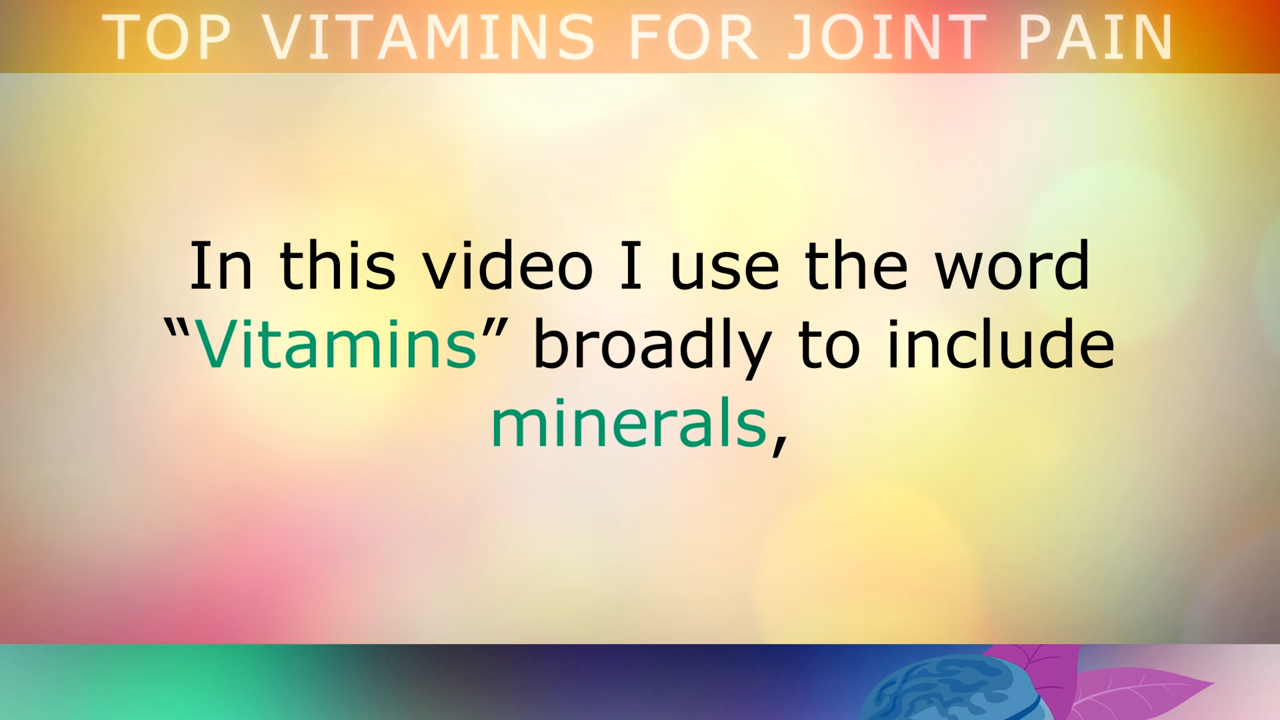 TOP VITAMINS FOR JOINT PAIN
In this video I use the word
“Vitamins” broadly to include
minerals,